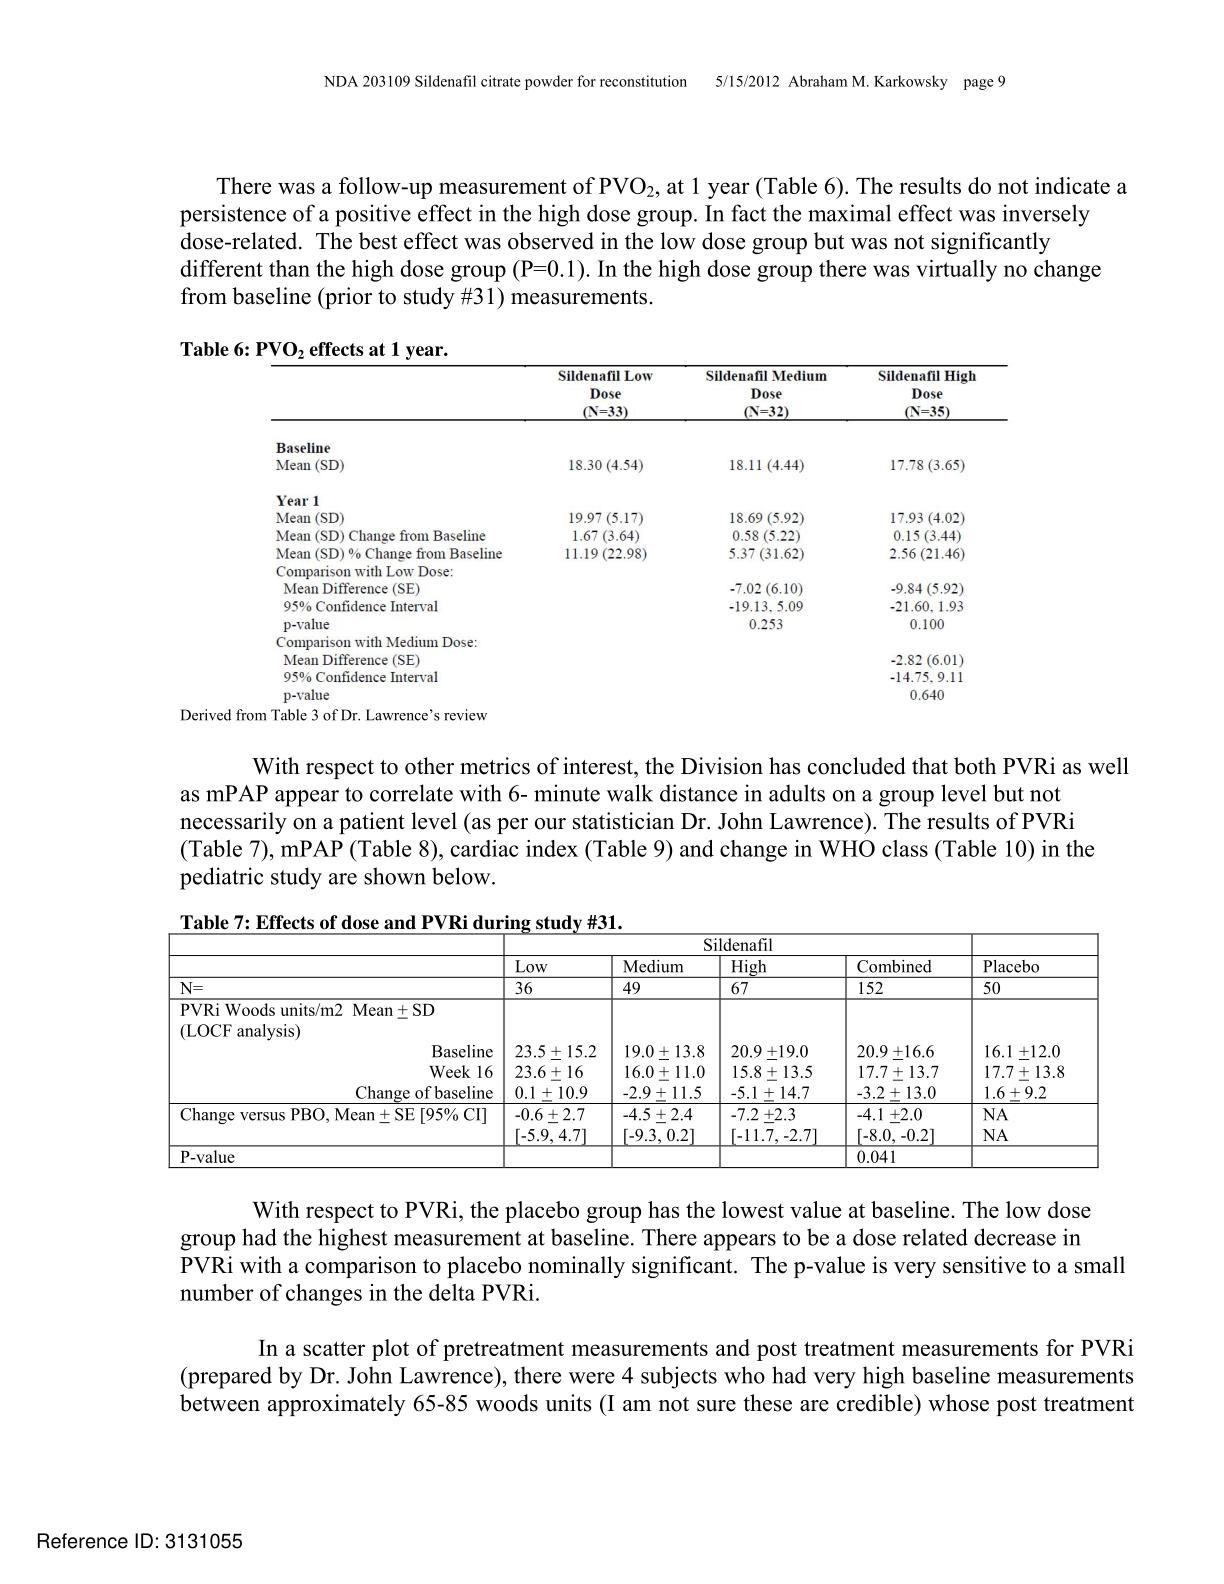 NDA 203109 Sildenafil citrate powder for reconstitution 5/15/2012 Abraham M. Karkowsky page 9
There was a follow-up measurement of PVO2, at 1 year (Table 6). The results do not indicate a
persistence of a positive effect in the high dose group. In fact the maximal effect was inversely
dose-related. The best effect was observed in the low dose group but was not significantly
different than the high dose group (P=0.1). In the high dose group there was virtually no change
from baseline (prior to study #31) measurements.
Table 6: PVO2 effects at 1 year.
Sildenafil Low Sildenafil Medium Sildenafil High
Dose Dose Dose
(N=33) (N=32) (N=35)
Baseline
Mean (SD) 18.30 (4.54) 18.11 (4.44) 17.78 (3.65)
Year 1
Mean (SD) 19.97 (5.17) 18.69 (5.92) 17.93 (4.02)
Mean (SD) Change from Baseline 1.67 (3.64) 0.58 (5.22) 0.15 (3.44)
Mean (SD) % Change from Baseline 11.19 (22.98) 5.37 (31.62) 2.56 (21.46)
Comparison with Low Dose:
Mean Difference (SE) -7.02 (6.10) -9.84 (5.92)
95% Confidence Interval -19.13, 5.09 -21.60, 1.93
p-value 0.253 0.100
Comparison with Medium Dose:
Mean Difference (SE) -2.82 (6.01)
95% Confidence Interval -14.75, 9.11
p-value 0.640
Derived from Table 3 of Dr. Lawrence's review
With respect to other metrics of interest, the Division has concluded that both PVRi as well
as mPAP appear to correlate with 6- minute walk distance in adults on a group level but not
necessarily on a patient level (as per our statistician Dr. John Lawrence). The results of PVRi
(Table 7), mPAP (Table 8), cardiac index (Table 9) and change in WHO class (Table 10) in the
pediatric study are shown below.
Table 7: Effects of dose and PVRi during study #31.
Sildenafil
Low Medium High Combined Placebo
N= 36 49 67 152 50
PVRi Woods units/m2 Mean ± SD
(LOCF analysis)
Baseline 23.5 ± 15.2 19.0 ± 13.8 20.9 ±19.0 20.9 ±16.6 16.1 ±12.0
Week 16 23.6 ± 16 16.0 ± 11.0 15.8 ± 13.5 17.7 ± 13.7 17.7 ± 13.8
Change of baseline 0.1 ± 10.9 -2.9 ± 11.5 -5.1 ± 14.7 -3.2 ± 13.0 1.6 ± 9.2
Change versus PBO, Mean ± SE [95% CI] -0.6 ± 2.7 -4.5 ± 2.4 -7.2 ±2.3 -4.1 ±2.0 NA
[-5.9, 4.7] [-9.3, 0.2] [-11.7, -2.7] [-8.0, -0.2] NA
P-value 0.041
With respect to PVRi, the placebo group has the lowest value at baseline. The low dose
group had the highest measurement at baseline. There appears to be a dose related decrease in
PVRi with a comparison to placebo nominally significant. The p-value is very sensitive to a small
number of changes in the delta PVRi.
In a scatter plot of pretreatment measurements and post treatment measurements for PVRi
(prepared by Dr. John Lawrence), there were 4 subjects who had very high baseline measurements
between approximately 65-85 woods units (I am not sure these are credible) whose post treatment
Reference ID: 3131055